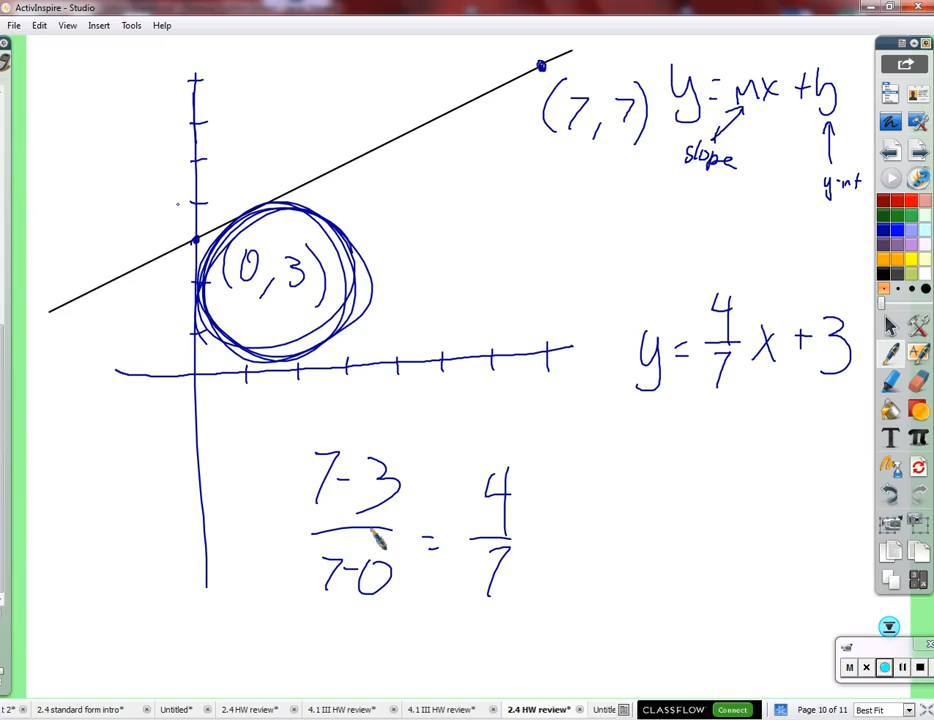 ActivInspire - Studio
File Edit View Insert Tools Help
(7, 7)
y = mx + b
slope
y-int
(0, 3)
y = 4/7 x + 3
7-3
7-0
=
4
7
t 2* 2.4 standard form intro* Untitled* 2.4 HW review* 4.1 III HW review* 4.1 III HW review* 2.4 HW review* Untitle CLASSFLOW Connect Page 10 of 11 Best Fit